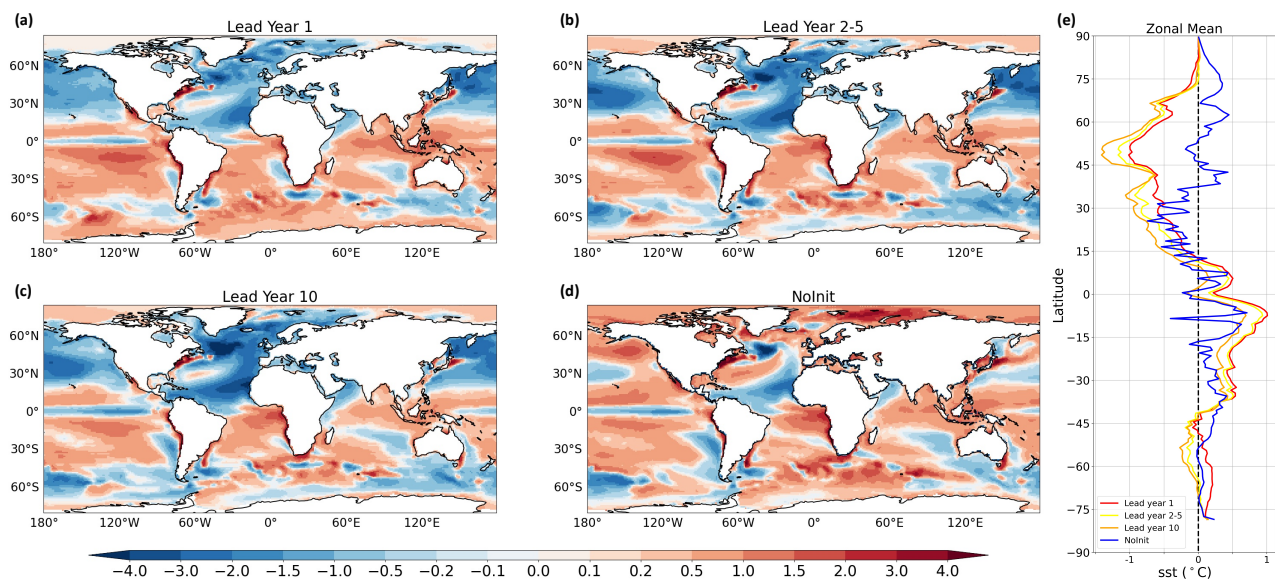 (a) Lead Year 1
60°N
30°N
0°
30°S
60°S
180° 120°W 60°W 0° 60°E 120°E
(b) Lead Year 2-5
60°N
30°N
0°
30°S
60°S
180° 120°W 60°W 0° 60°E 120°E
(c) Lead Year 10
60°N
30°N
0°
30°S
60°S
180° 120°W 60°W 0° 60°E 120°E
(d) NoInit
60°N
30°N
0°
30°S
60°S
180° 120°W 60°W 0° 60°E 120°E
−4.0 −3.0 −2.0 −1.5 −1.0 −0.5 −0.2 −0.1 0.0 0.1 0.2 0.5 1.0 1.5 2.0 3.0 4.0
(e) Zonal Mean
90
75
60
45
30
15
0
−15
−30
−45
−60
−75
−90
Latitude
Lead year 1
Lead year 2-5
Lead year 10
NoInit
-1 0 1
sst (°C)